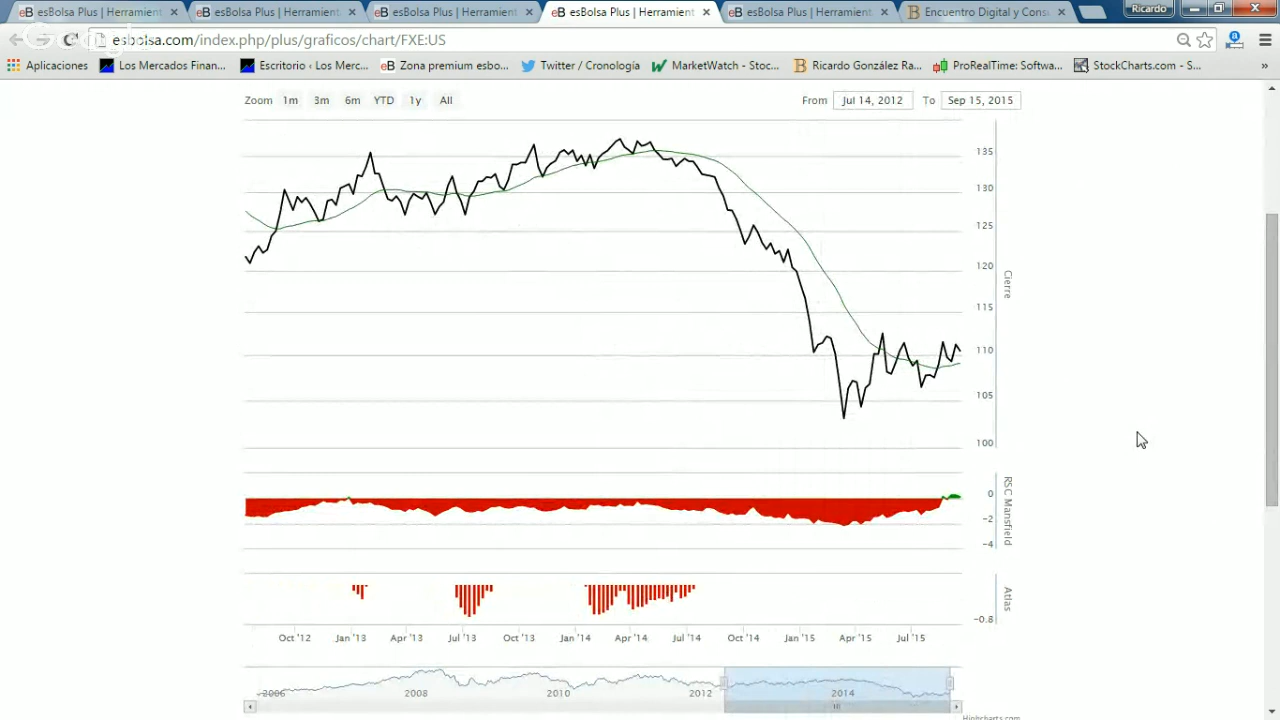 esBolsa Plus | Herramient
esBolsa Plus | Herramient
esBolsa Plus | Herramient
esBolsa Plus | Herramient
esBolsa Plus | Herramient
Encuentro Digital y Cons
Ricardo
esbolsa.com/index.php/plus/graficos/chart/FXE:US
Aplicaciones
Los Mercados Finan...
Escritorio ‹ Los Merc...
Zona premium esbo...
Twitter / Cronología
MarketWatch - Stoc...
Ricardo González Ra...
ProRealTime: Softwa...
StockCharts.com - S...
»
Zoom 1m 3m 6m YTD 1y All
From Jul 14, 2012 To Sep 15, 2015
135
130
125
120
115
110
105
100
Cierre
0
-2
-4
RSC Mansfield
-0.8
Atlas
Oct '12 Jan '13 Apr '13 Jul '13 Oct '13 Jan '14 Apr '14 Jul '14 Oct '14 Jan '15 Apr '15 Jul '15
2006 2008 2010 2012 2014
Highcharts.com